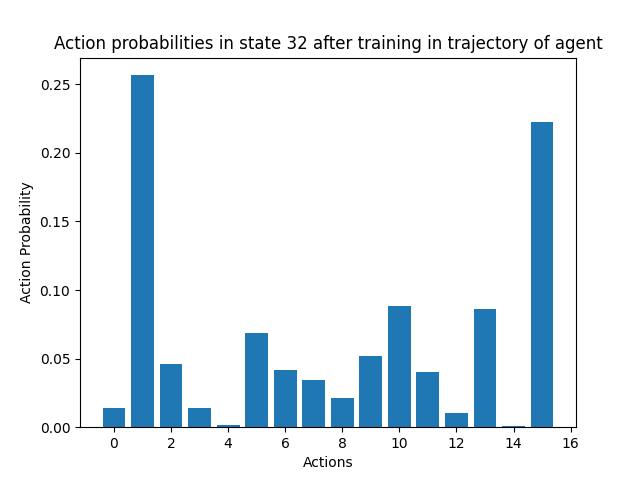 Action probabilities in state 32 after training in trajectory of agent
0.25
0.20
0.15
0.10
0.05
0.00
Action Probability
0 2 4 6 8 10 12 14 16
Actions